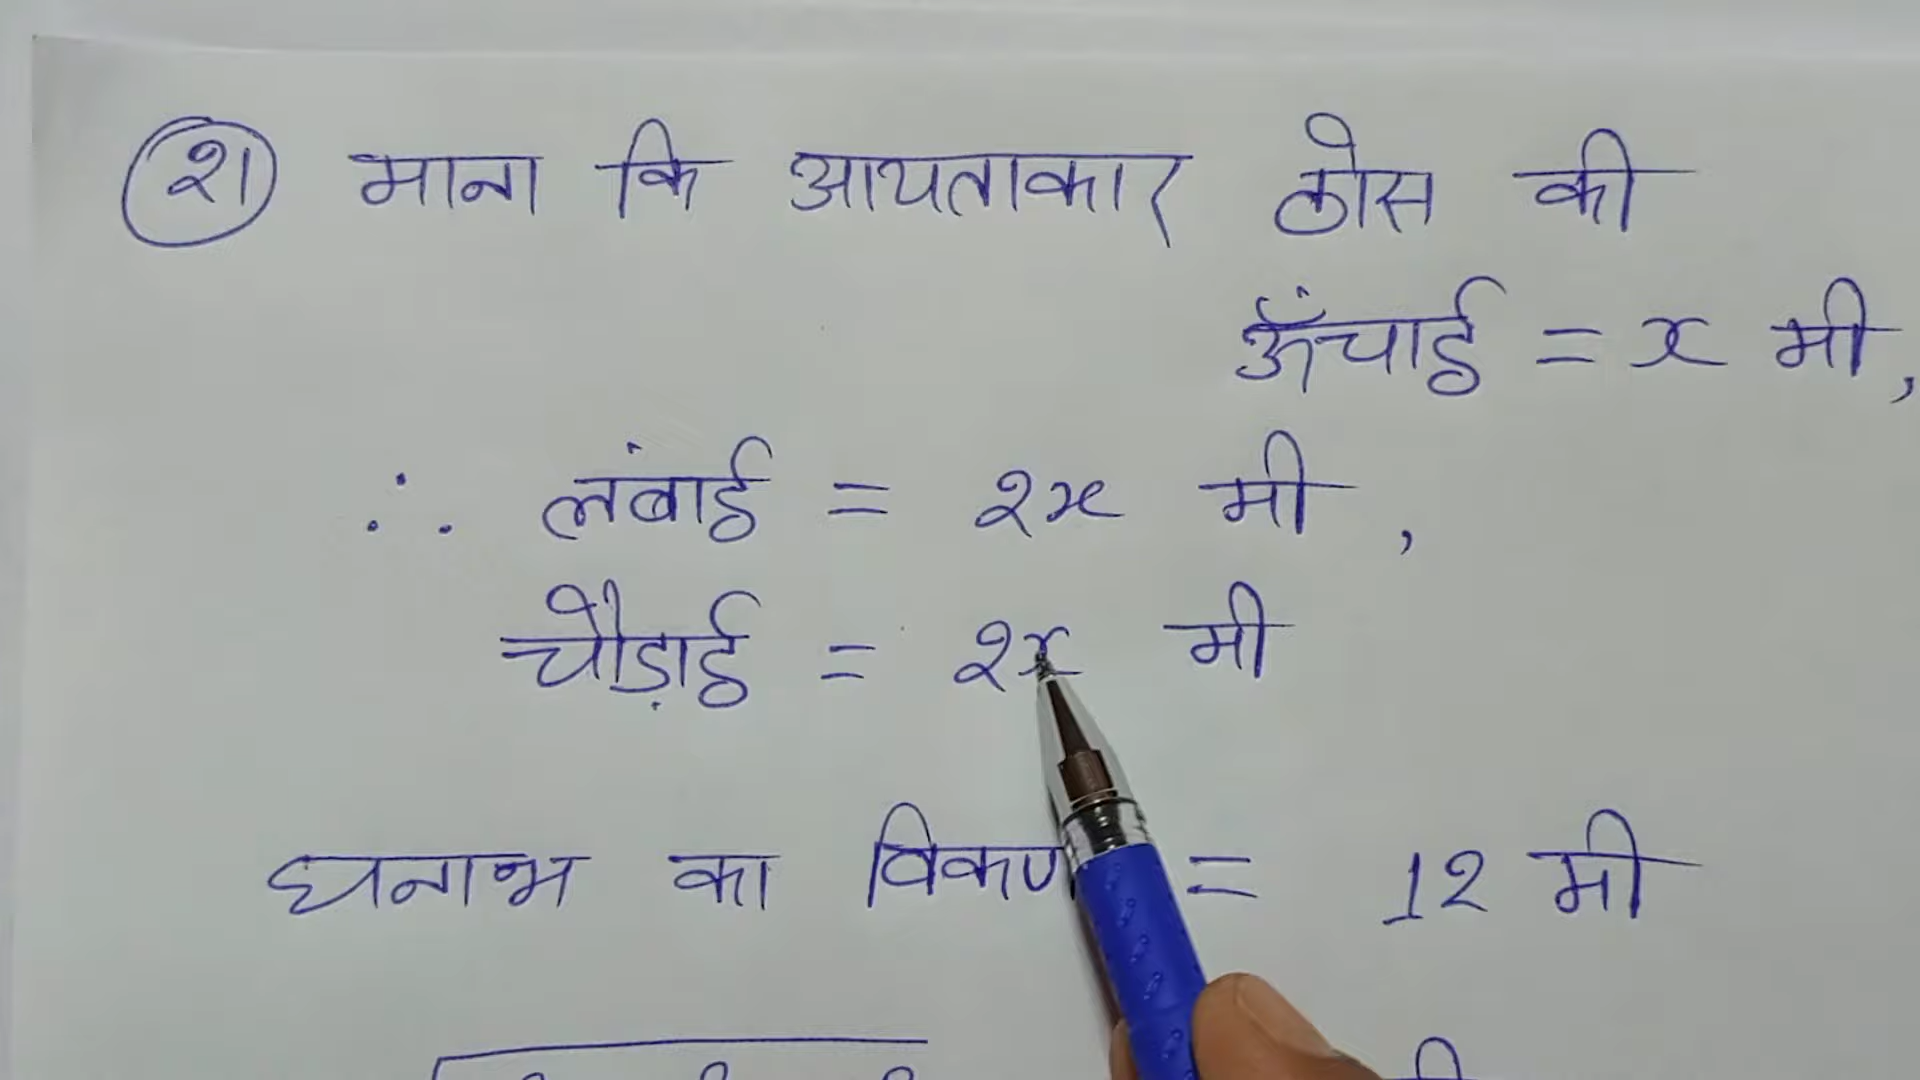 21 माना कि आयताकार ठोस की
ऊँचाई = x मी,
∴ लंबाई = 2x मी ,
चौड़ाई = 2x मी
घनाभ का विकर्ण = 12 मी